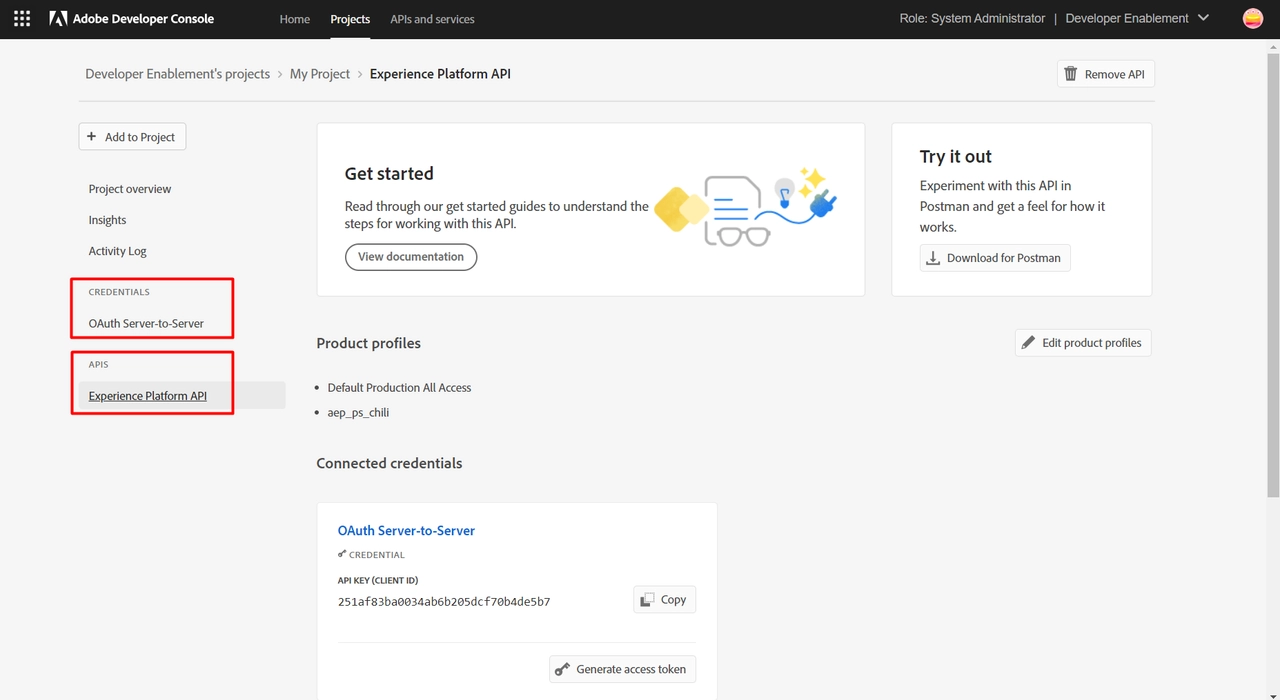 Adobe Developer Console
Home
Projects
APIs and services
Role: System Administrator | Developer Enablement
Developer Enablement's projects > My Project > Experience Platform API
Remove API
+ Add to Project
Project overview
Insights
Activity Log
CREDENTIALS
OAuth Server-to-Server
APIS
Experience Platform API
Get started
Read through our get started guides to understand the
steps for working with this API.
View documentation
Try it out
Experiment with this API in
Postman and get a feel for how it
works.
Download for Postman
Product profiles
Edit product profiles
• Default Production All Access
• aep_ps_chili
Connected credentials
OAuth Server-to-Server
CREDENTIAL
API KEY (CLIENT ID)
251af83ba0034ab6b205dcf70b4de5b7
Copy
Generate access token